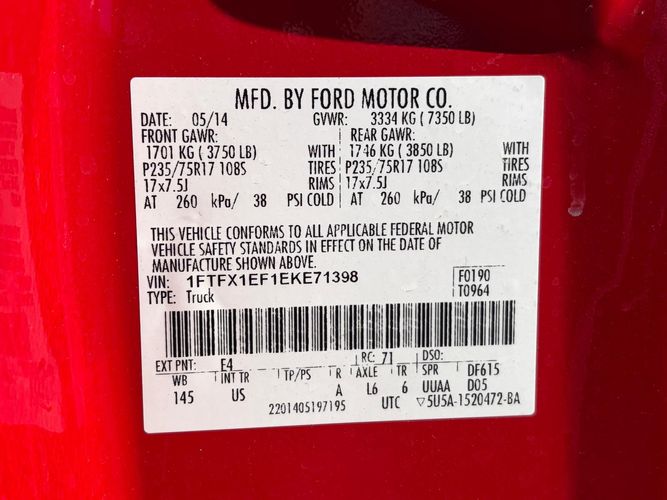 MFD. BY FORD MOTOR CO.
DATE: 05/14 GVWR: 3334 KG ( 7350 LB)
FRONT GAWR: REAR GAWR:
1701 KG ( 3750 LB) WITH 1746 KG ( 3850 LB) WITH
P235/75R17 108S TIRES P235/75R17 108S TIRES
17x7.5J RIMS 17x7.5J RIMS
AT 260 kPa/ 38 PSI COLD AT 260 kPa/ 38 PSI COLD
THIS VEHICLE CONFORMS TO ALL APPLICABLE FEDERAL MOTOR
VEHICLE SAFETY STANDARDS IN EFFECT ON THE DATE OF
MANUFACTURE SHOWN ABOVE.
VIN: 1FTFX1EF1EKE71398 F0190
TYPE: Truck T0964
EXT PNT: E4 RC: 71 DSO:
WB INT TR TP/PS R AXLE TR SPR DF615
145 US A L6 6 UUAA D05
2201405197195 UTC ▽5U5A-1520472-BA